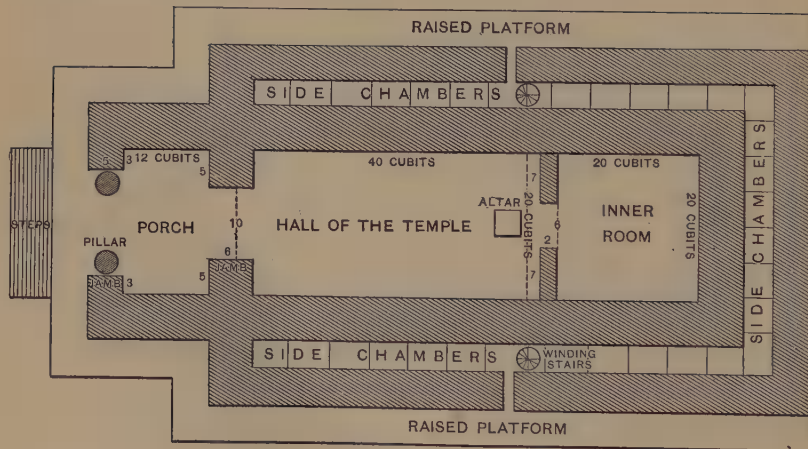 RAISED PLATFORM
SIDE CHAMBERS
12 CUBITS
40 CUBITS
20 CUBITS
5
3
5
7
20 CUBITS
ALTAR
6
INNER
ROOM
20 CUBITS
SIDE CHAMBERS
STEPS
PORCH
10
HALL OF THE TEMPLE
2
PILLAR
6
JAMB
JAMB
3
5
7
SIDE CHAMBERS
WINDING
STAIRS
RAISED PLATFORM